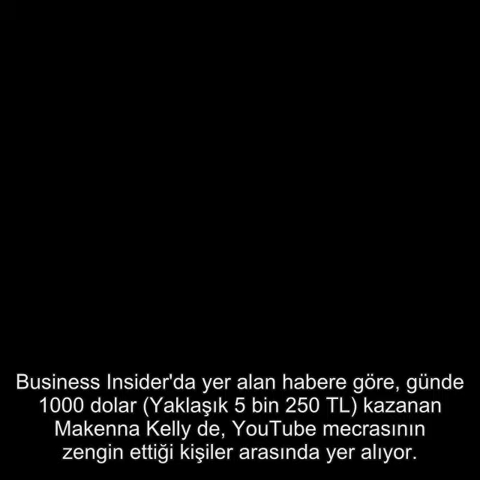 Business Insider'da yer alan habere göre, günde
1000 dolar (Yaklaşık 5 bin 250 TL) kazanan
Makenna Kelly de, YouTube mecrasının
zengin ettiği kişiler arasında yer alıyor.